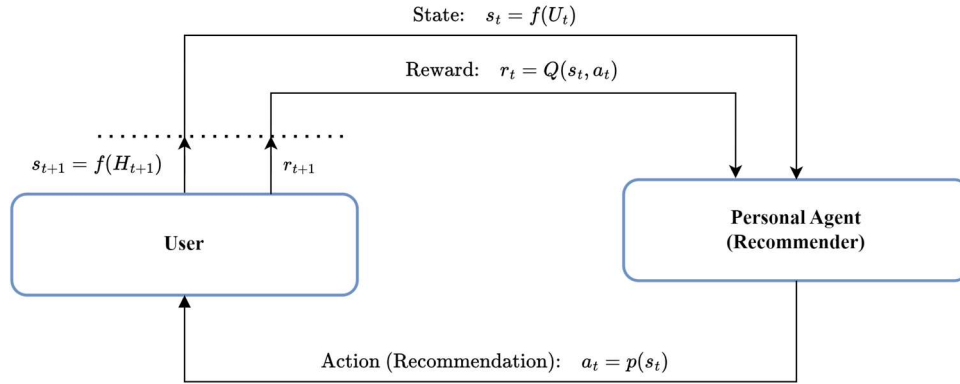 State: s_t = f(U_t)
Reward: r_t = Q(s_t, a_t)
s_{t+1} = f(H_{t+1})
r_{t+1}
User
Personal Agent
(Recommender)
Action (Recommendation): a_t = p(s_t)